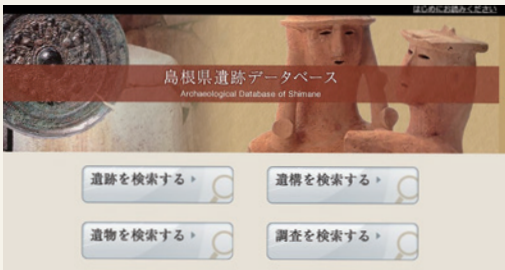 はじめにお読みください
島根県遺跡データベース
Archaeological Database of Shimane
遺跡を検索する
遺構を検索する
遺物を検索する
調査を検索する